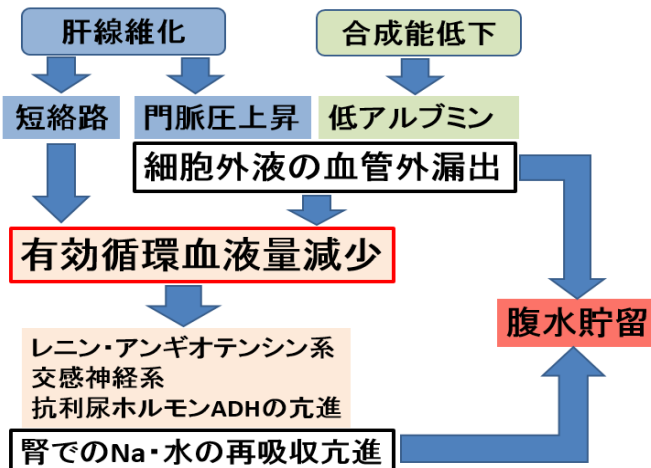 肝線維化
合成能低下
短絡路
門脈圧上昇
低アルブミン
細胞外液の血管外漏出
有効循環血液量減少
腹水貯留
レニン・アンギオテンシン系
交感神経系
抗利尿ホルモンADHの亢進
腎でのNa・水の再吸収亢進